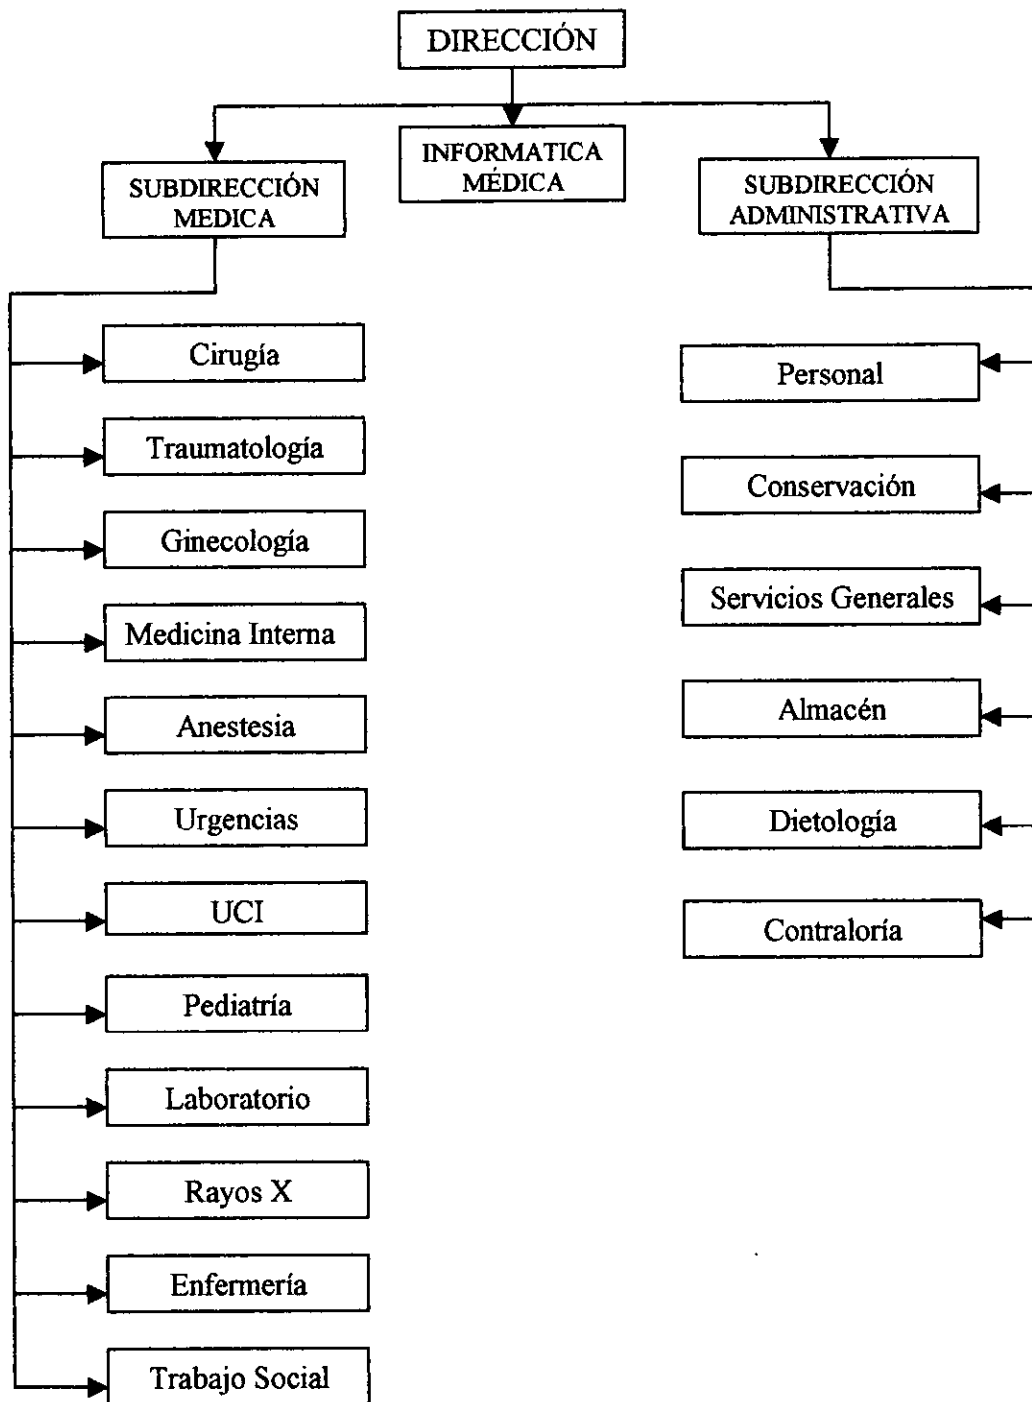 DIRECCIÓN
INFORMATICA
MÉDICA
SUBDIRECCIÓN
MEDICA
SUBDIRECCIÓN
ADMINISTRATIVA
Cirugía
Traumatología
Ginecología
Medicina Interna
Anestesia
Urgencias
UCI
Pediatría
Laboratorio
Rayos X
Enfermería
Trabajo Social
Personal
Conservación
Servicios Generales
Almacén
Dietología
Contraloría